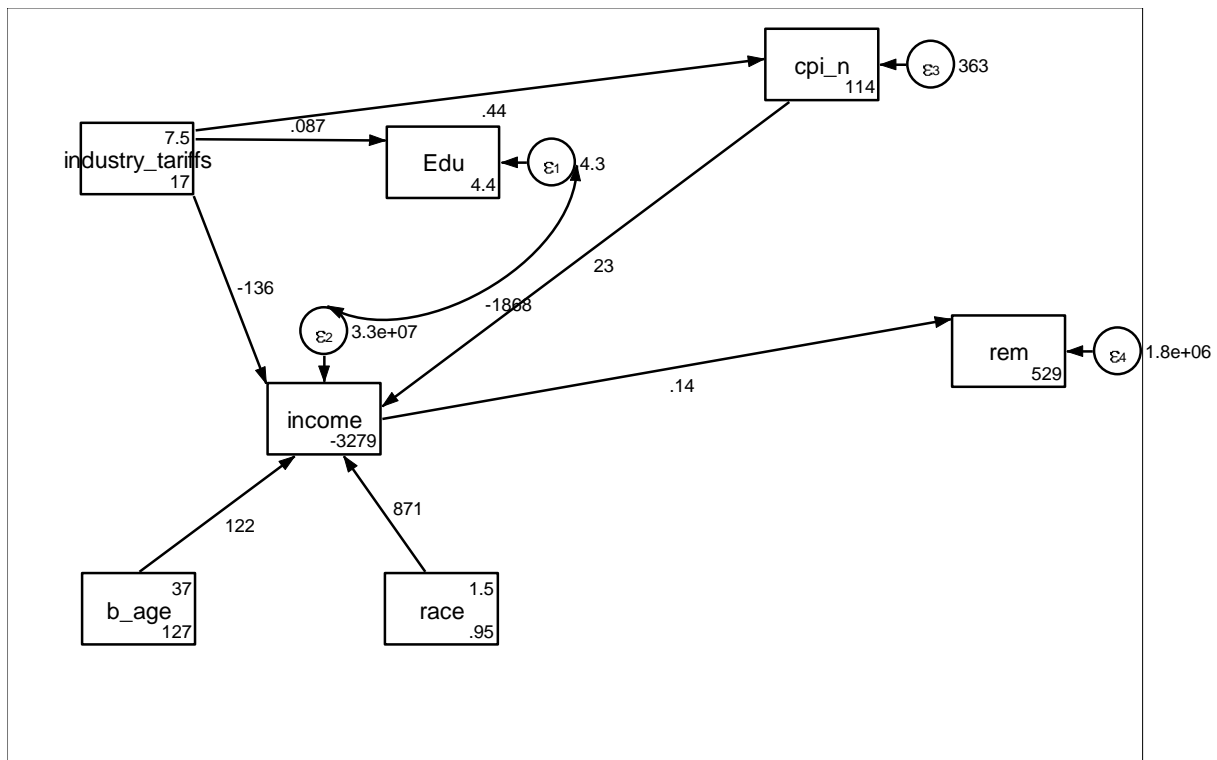 cpi_n
114
ε3
363
.44
7.5
industry_tariffs
17
.087
Edu
4.4
ε1
4.3
-136
23
-1868
ε2
3.3e+07
rem
529
ε4
1.8e+06
.14
income
-3279
122
871
37
b_age
127
1.5
race
.95